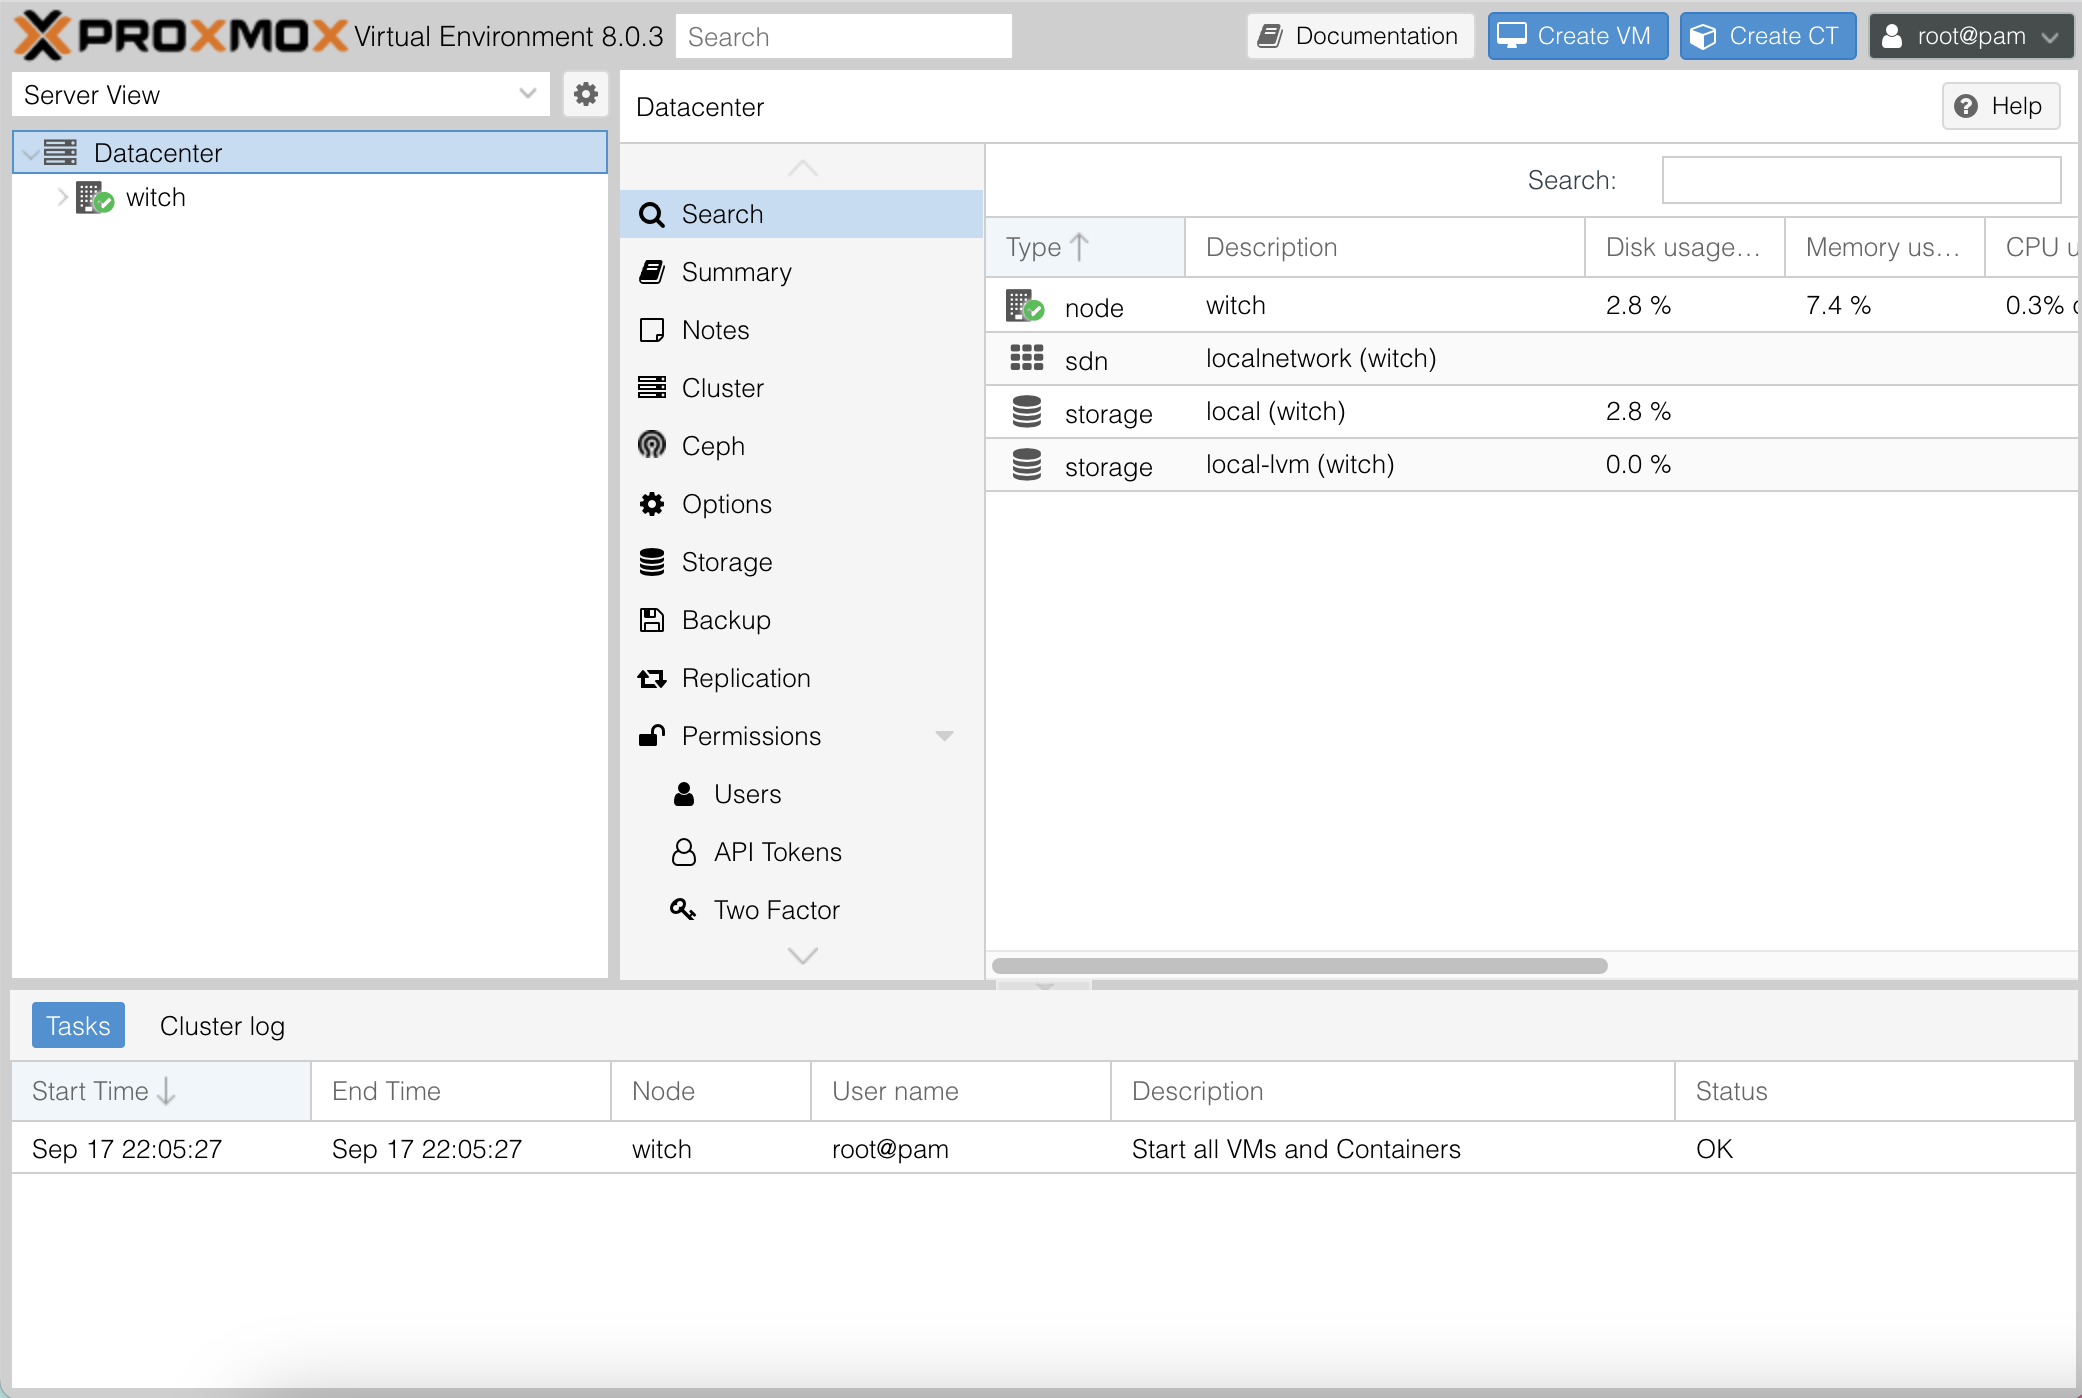 PROXMOX Virtual Environment 8.0.3 Search Documentation Create VM Create CT root@pam
Server View
Datacenter
witch
Datacenter Help
Search
Summary
Notes
Cluster
Ceph
Options
Storage
Backup
Replication
Permissions
Users
API Tokens
Two Factor
Search:
Type Description Disk usage... Memory us... CPU u
node witch 2.8 % 7.4 % 0.3% o
sdn localnetwork (witch)
storage local (witch) 2.8 %
storage local-lvm (witch) 0.0 %
Tasks Cluster log
Start Time End Time Node User name Description Status
Sep 17 22:05:27 Sep 17 22:05:27 witch root@pam Start all VMs and Containers OK